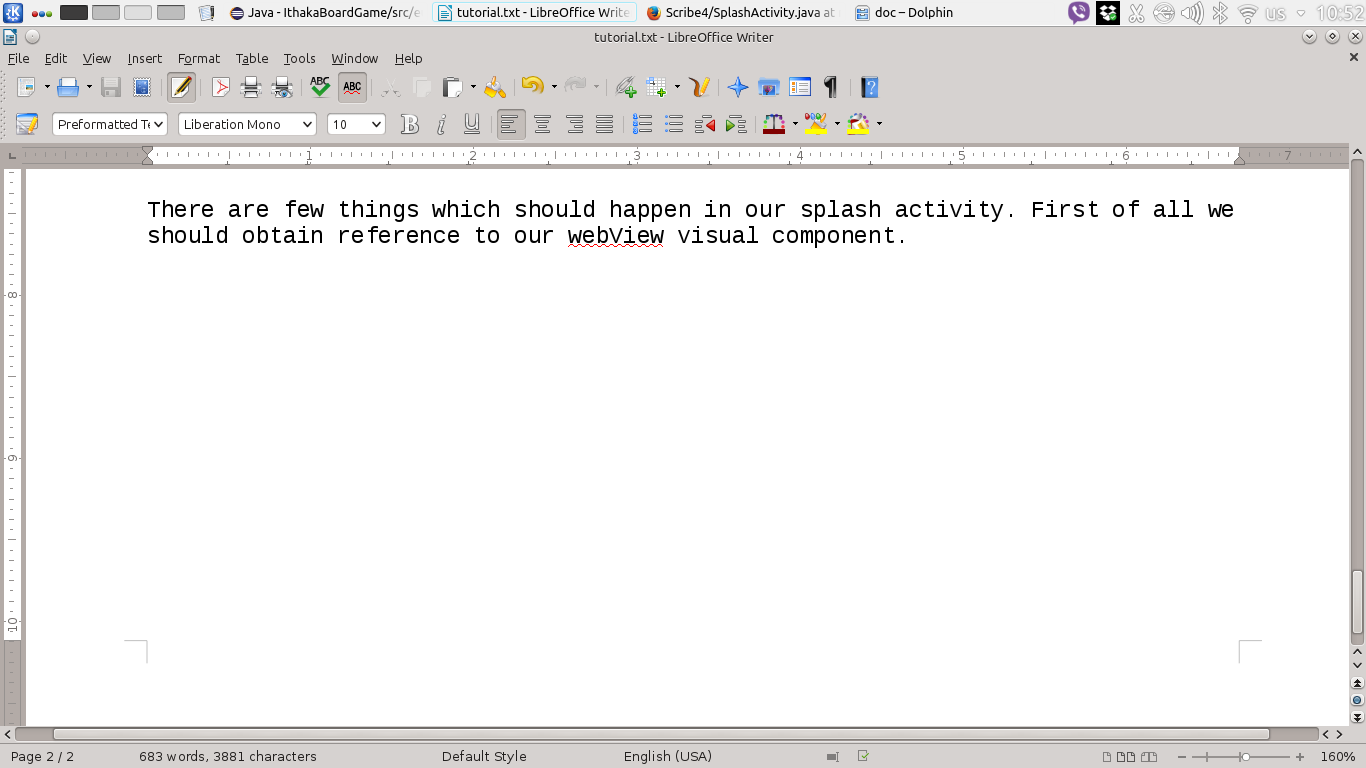 Java - IthakaBoardGame/src/e
tutorial.txt - LibreOffice Write
Scribe4/SplashActivity.java at
doc – Dolphin
us
10:52
tutorial.txt - LibreOffice Writer
File Edit View Insert Format Table Tools Window Help
ABC ABC
Preformatted Te Liberation Mono 10 B i U
1 2 3 4 5 6 7
There are few things which should happen in our splash activity. First of all we
should obtain reference to our webView visual component.
8
9
10
Page 2 / 2 683 words, 3881 characters Default Style English (USA) 160%